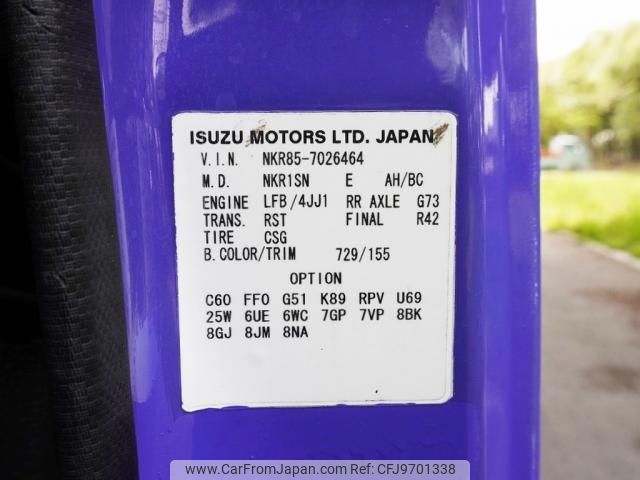 ISUZU MOTORS LTD. JAPAN
V.I.N. NKR85-7026464
M.D. NKR1SN E AH/BC
ENGINE LFB/4JJ1 RR AXLE G73
TRANS. RST FINAL R42
TIRE CSG
B.COLOR/TRIM 729/155
OPTION
C60 FF0 G51 K89 RPV U69
25W 6UE 6WC 7GP 7VP 8BK
8GJ 8JM 8NA
www.CarFromJapan.com Car ID: CFJ9701338